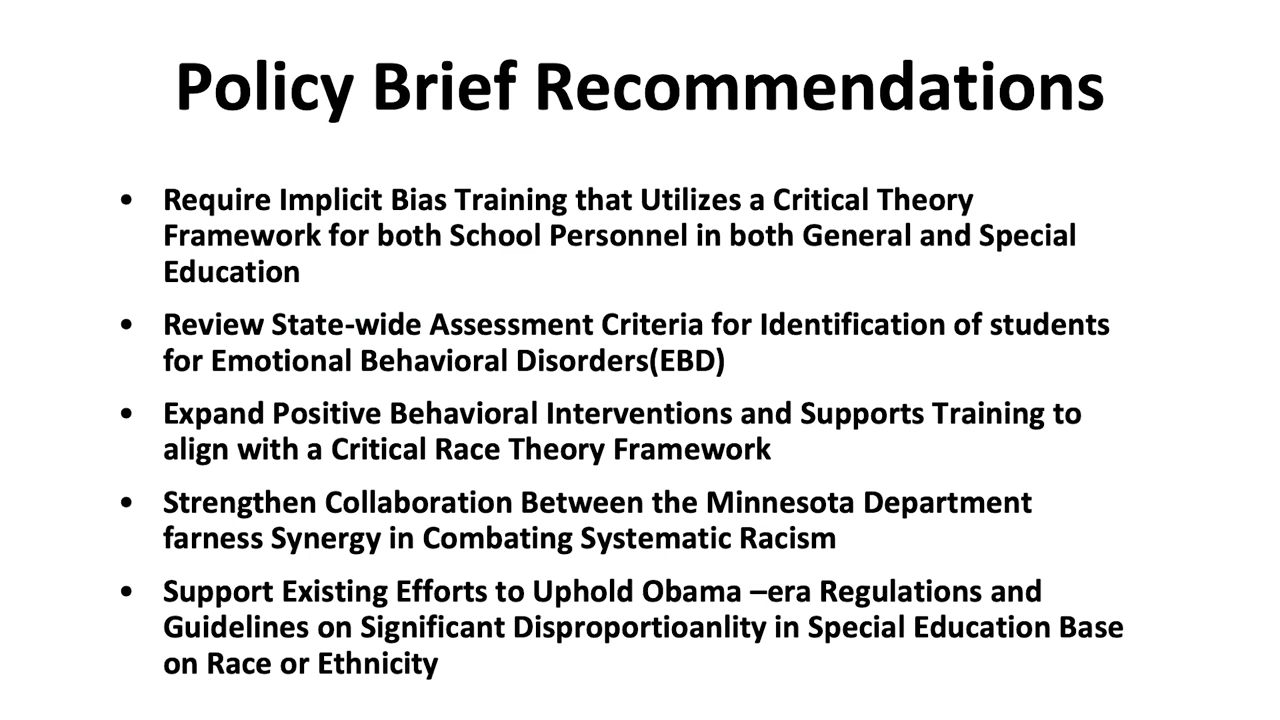 Policy Brief Recommendations
• Require Implicit Bias Training that Utilizes a Critical Theory
Framework for both School Personnel in both General and Special
Education
• Review State-wide Assessment Criteria for Identification of students
for Emotional Behavioral Disorders(EBD)
• Expand Positive Behavioral Interventions and Supports Training to
align with a Critical Race Theory Framework
• Strengthen Collaboration Between the Minnesota Department
farness Synergy in Combating Systematic Racism
• Support Existing Efforts to Uphold Obama –era Regulations and
Guidelines on Significant Disproportioanlity in Special Education Base
on Race or Ethnicity